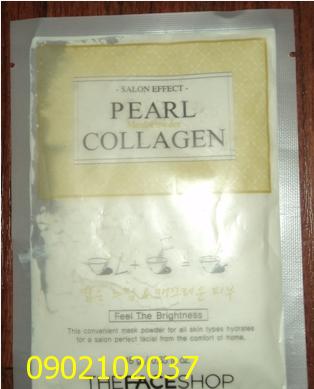 - SALON EFFECT -
PEARL
COLLAGEN
Feel The Brightness
This convenient mask powder for all skin types hydrates
for a salon perfect facial from the comfort of home.
0902102037
THEFACESHOP